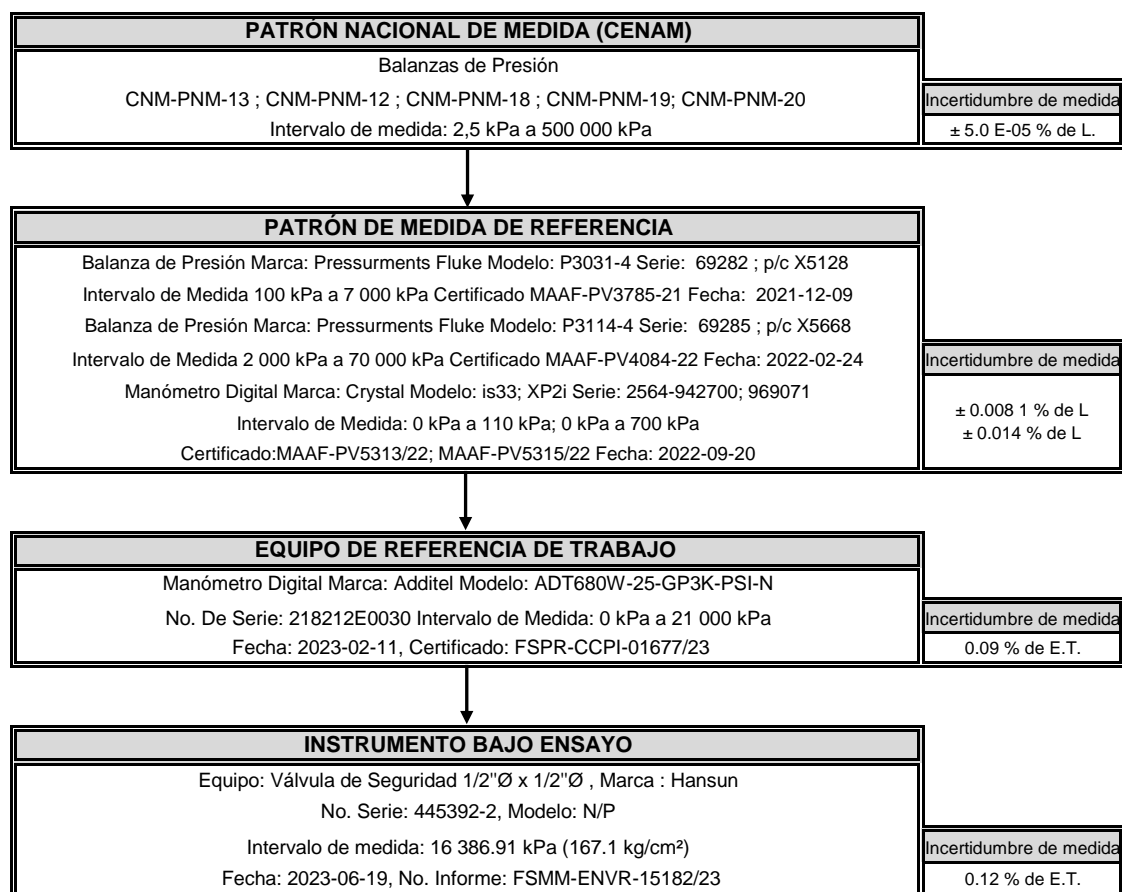 PATRÓN NACIONAL DE MEDIDA (CENAM)
Balanzas de Presión
CNM-PNM-13 ; CNM-PNM-12 ; CNM-PNM-18 ; CNM-PNM-19; CNM-PNM-20
Intervalo de medida: 2,5 kPa a 500 000 kPa
Incertidumbre de medida
± 5.0 E-05 % de L.
PATRÓN DE MEDIDA DE REFERENCIA
Balanza de Presión Marca: Pressurments Fluke Modelo: P3031-4 Serie: 69282 ; p/c X5128
Intervalo de Medida 100 kPa a 7 000 kPa Certificado MAAF-PV3785-21 Fecha: 2021-12-09
Balanza de Presión Marca: Pressurments Fluke Modelo: P3114-4 Serie: 69285 ; p/c X5668
Intervalo de Medida 2 000 kPa a 70 000 kPa Certificado MAAF-PV4084-22 Fecha: 2022-02-24
Manómetro Digital Marca: Crystal Modelo: is33; XP2i Serie: 2564-942700; 969071
Intervalo de Medida: 0 kPa a 110 kPa; 0 kPa a 700 kPa
Certificado:MAAF-PV5313/22; MAAF-PV5315/22 Fecha: 2022-09-20
Incertidumbre de medida
± 0.008 1 % de L
± 0.014 % de L
EQUIPO DE REFERENCIA DE TRABAJO
Manómetro Digital Marca: Additel Modelo: ADT680W-25-GP3K-PSI-N
No. De Serie: 218212E0030 Intervalo de Medida: 0 kPa a 21 000 kPa
Fecha: 2023-02-11, Certificado: FSPR-CCPI-01677/23
Incertidumbre de medida
0.09 % de E.T.
INSTRUMENTO BAJO ENSAYO
Equipo: Válvula de Seguridad 1/2"Ø x 1/2"Ø , Marca : Hansun
No. Serie: 445392-2, Modelo: N/P
Intervalo de medida: 16 386.91 kPa (167.1 kg/cm²)
Fecha: 2023-06-19, No. Informe: FSMM-ENVR-15182/23
Incertidumbre de medida
0.12 % de E.T.